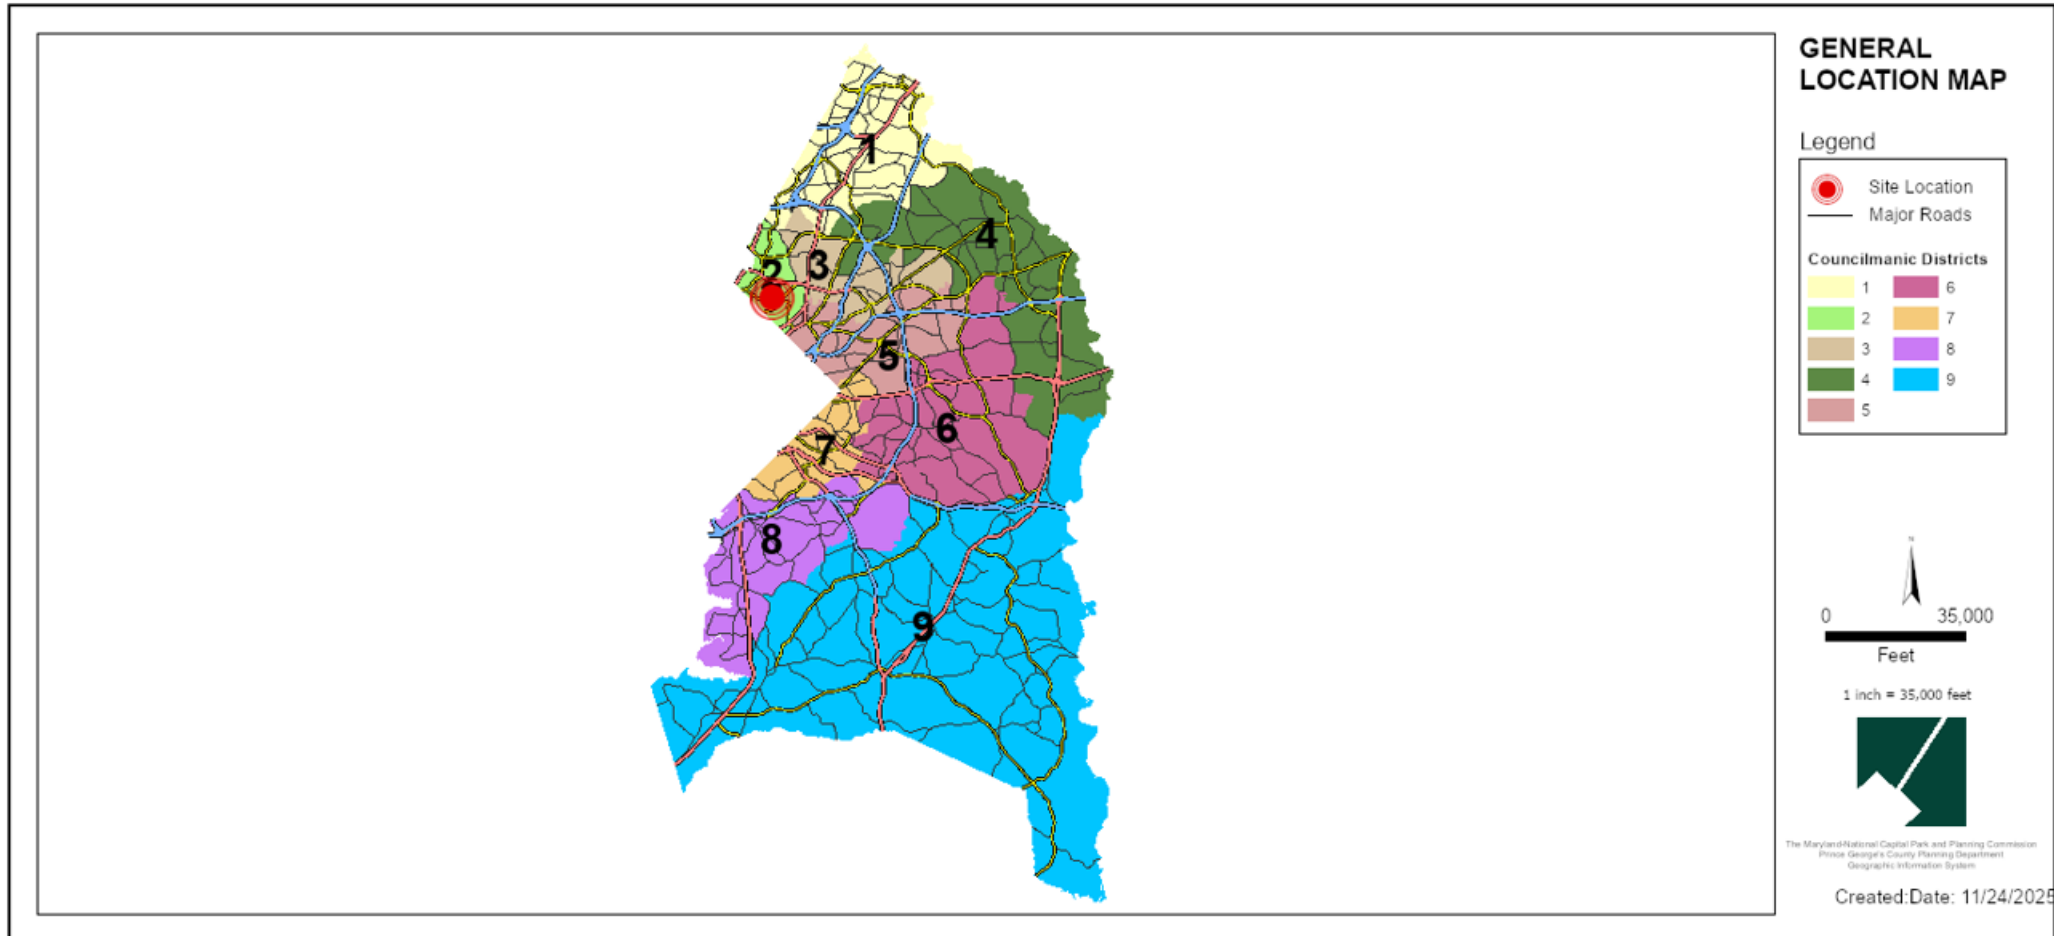 GENERAL
LOCATION MAP
Legend
Site Location
Major Roads
Councilmanic Districts
1 6
2 7
3 8
4 9
5
1
4
2 3
5
6
7
8
9
N
0 35,000
Feet
1 inch = 35,000 feet
The Maryland-National Capital Park and Planning Commission
Prince George's County Planning Department
Geographic Information System
Created:Date: 11/24/2025